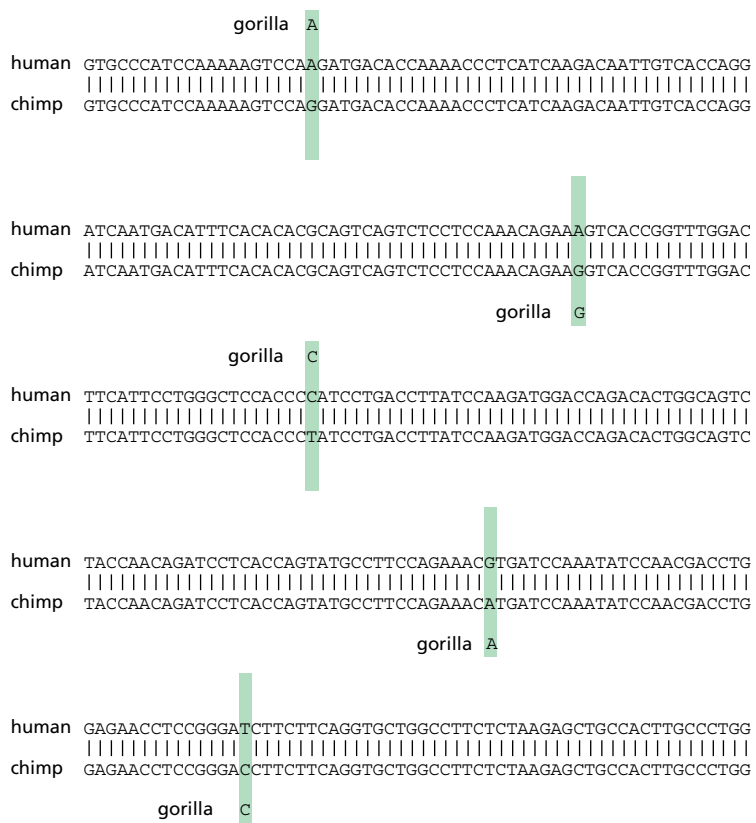 gorilla A
human GTGCCCATCCAAAAAGTCCAAGATGACACCAAAACCCTCATCAAGACAATTGTCACCAGG
chimp GTGCCCATCCAAAAAGTCCAGGATGACACCAAAACCCTCATCAAGACAATTGTCACCAGG
human ATCAATGACATTTCACACACGCAGTCAGTCTCCTCCAAACAGAAAGTCACCGGTTTGGAC
chimp ATCAATGACATTTCACACACGCAGTCAGTCTCCTCCAAACAGAAGGTCACCGGTTTGGAC
gorilla G
gorilla C
human TTCATTCCTGGGCTCCACCCCATCCTGACCTTATCCAAGATGGACCAGACACTGGCAGTC
chimp TTCATTCCTGGGCTCCACCCTATCCTGACCTTATCCAAGATGGACCAGACACTGGCAGTC
human TACCAACAGATCCTCACCAGTATGCCTTCCAGAAACGTGATCCAAATATCCAACGACCTG
chimp TACCAACAGATCCTCACCAGTATGCCTTCCAGAAACATGATCCAAATATCCAACGACCTG
gorilla A
human GAGAACCTCCGGGATCTTCTTCAGGTGCTGGCCTTCTCTAAGAGCTGCCACTTGCCCTGG
chimp GAGAACCTCCGGGACCTTCTTCAGGTGCTGGCCTTCTCTAAGAGCTGCCACTTGCCCTGG
gorilla C